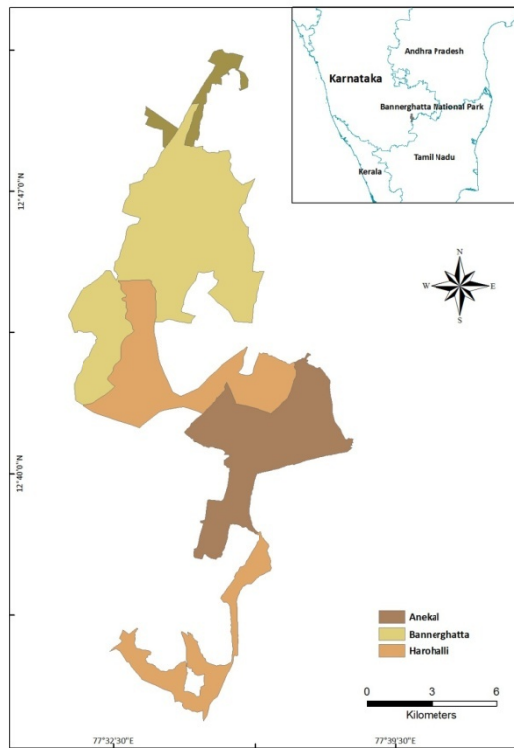 Andhra Pradesh
Karnataka
Bannerghatta National Park
Tamil Nadu
Kerala
12°47'0"N
N
W E
S
12°40'0"N
Anekal
Bannerghatta
Harohalli
0 3 6
Kilometers
77°32'30"E 77°39'30"E